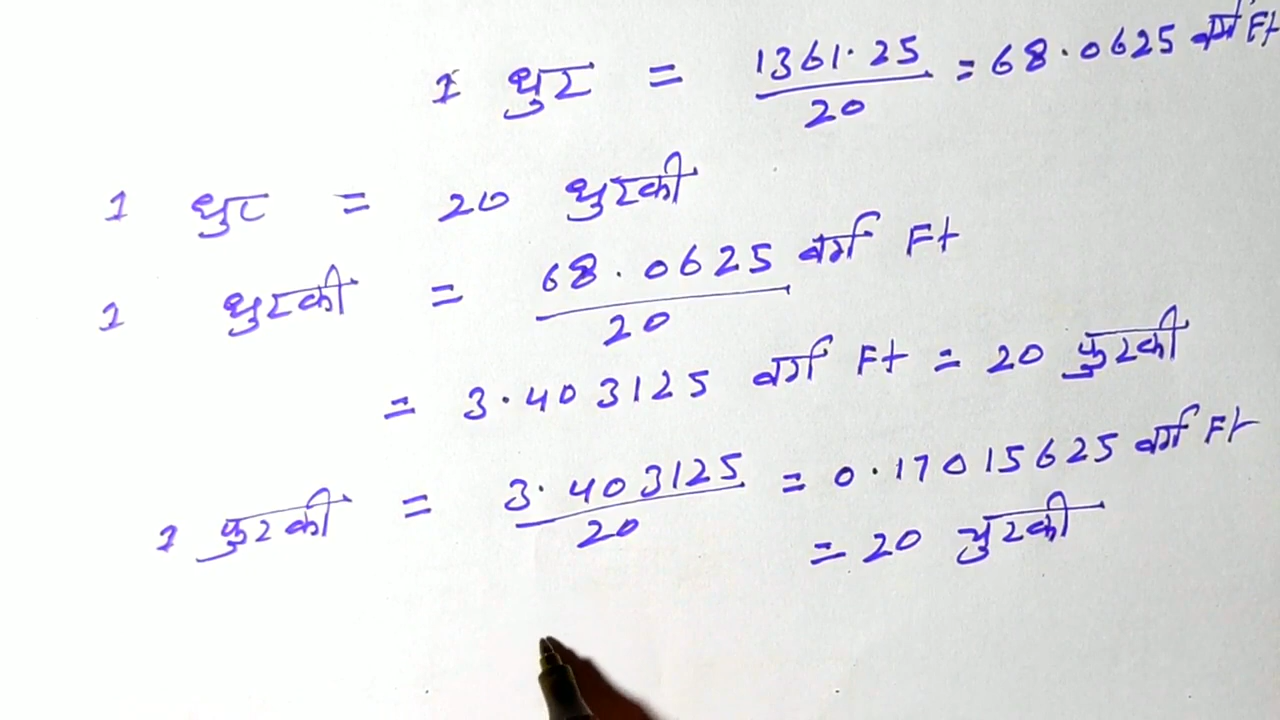 1 धुर = 1361.25/20 = 68.0625 वर्ग Ft
1 धुर = 20 धुरकी
1 धुरकी = 68.0625/20 वर्ग Ft
= 3.403125 वर्ग Ft = 20 फुरकी
1 फुरकी = 3.403125/20 = 0.17015625 वर्ग Ft
= 20 युरकी